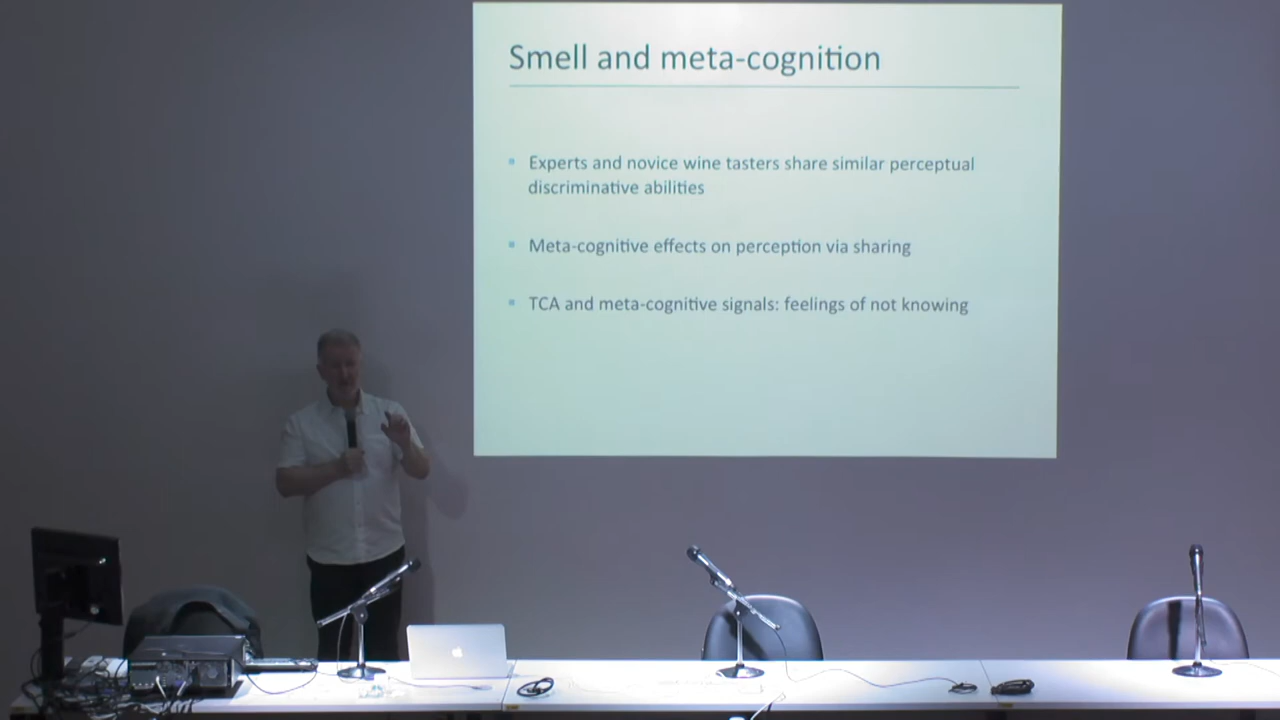 Smell and meta-cognition
Experts and novice wine tasters share similar perceptual
discriminative abilities
Meta-cognitive effects on perception via sharing
TCA and meta-cognitive signals: feelings of not knowing